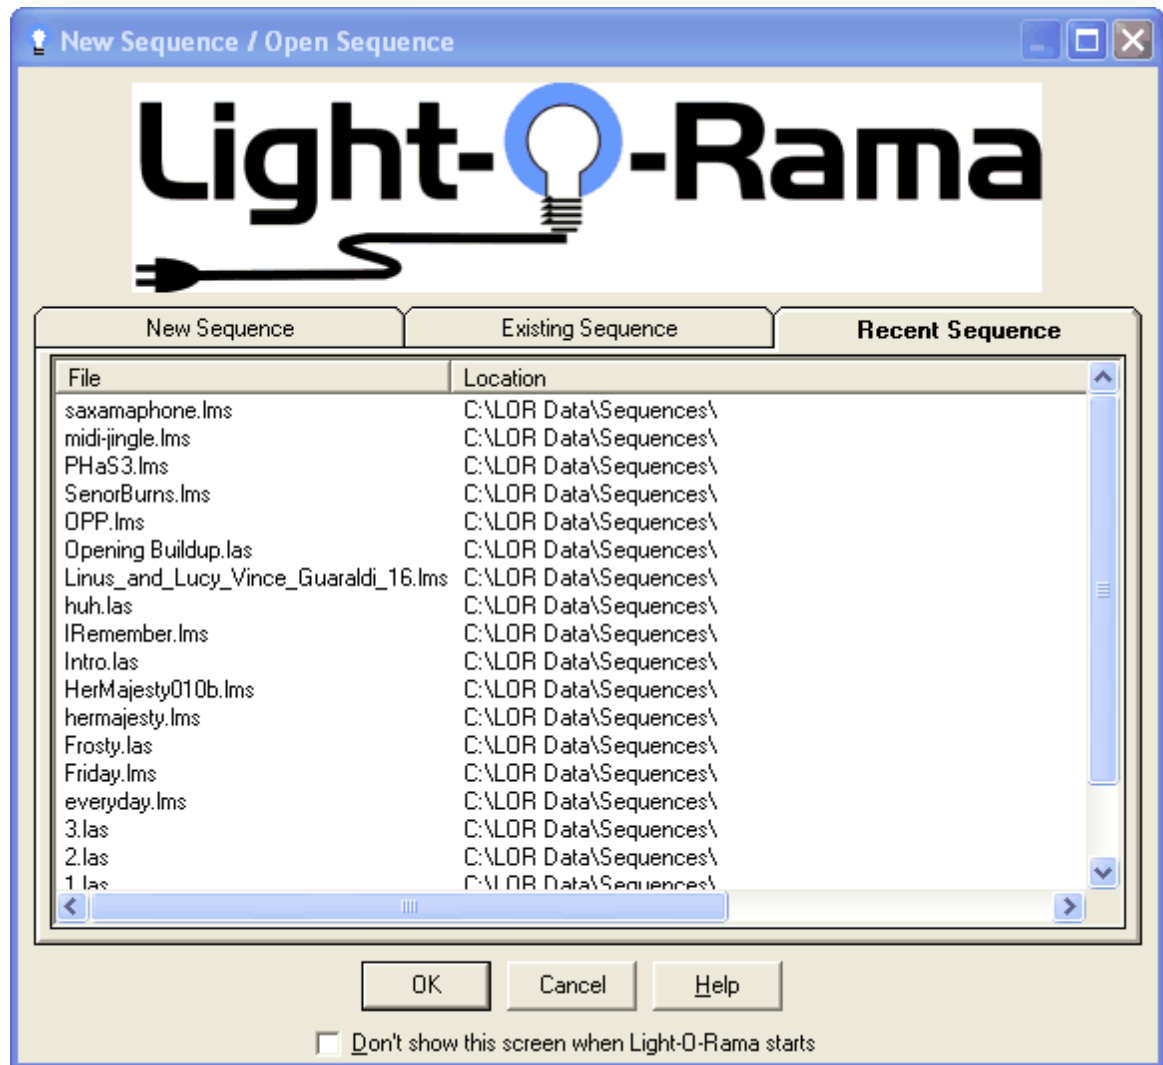 New Sequence / Open Sequence
Light-O-Rama
New Sequence Existing Sequence Recent Sequence
File Location
saxamaphone.lms C:\LOR Data\Sequences\
midi-jingle.lms C:\LOR Data\Sequences\
PHaS3.lms C:\LOR Data\Sequences\
SenorBurns.lms C:\LOR Data\Sequences\
OPP.lms C:\LOR Data\Sequences\
Opening Buildup.las C:\LOR Data\Sequences\
Linus_and_Lucy_Vince_Guaraldi_16.lms C:\LOR Data\Sequences\
huh.las C:\LOR Data\Sequences\
IRemember.lms C:\LOR Data\Sequences\
Intro.las C:\LOR Data\Sequences\
HerMajesty010b.lms C:\LOR Data\Sequences\
hermajesty.lms C:\LOR Data\Sequences\
Frosty.las C:\LOR Data\Sequences\
Friday.lms C:\LOR Data\Sequences\
everyday.lms C:\LOR Data\Sequences\
3.las C:\LOR Data\Sequences\
2.las C:\LOR Data\Sequences\
1.las C:\LOR Data\Sequences\
OK Cancel Help
Don't show this screen when Light-O-Rama starts